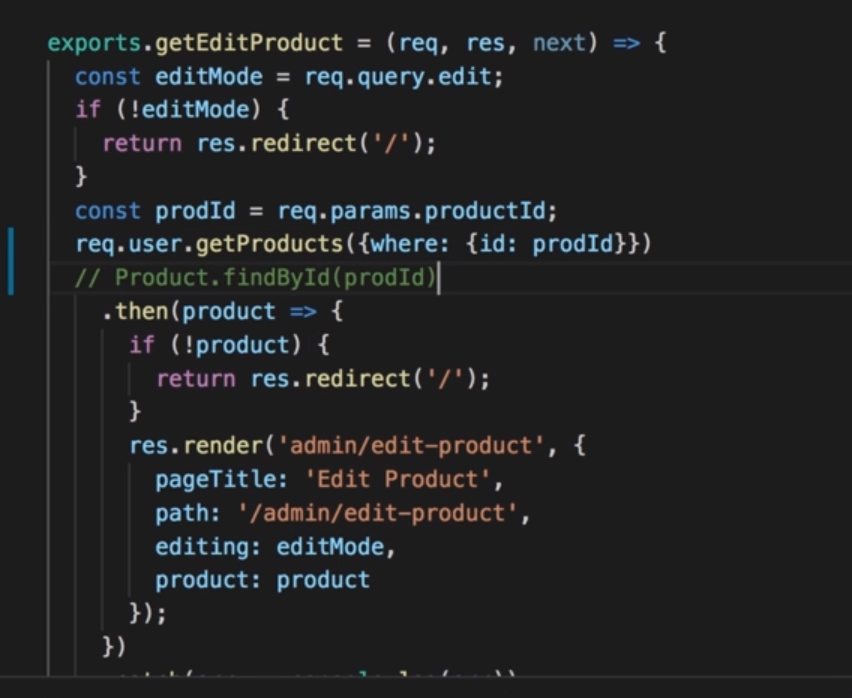 exports.getEditProduct = (req, res, next) => {
const editMode = req.query.edit;
if (!editMode) {
return res.redirect('/');
}
const prodId = req.params.productId;
req.user.getProducts({where: {id: prodId}})
// Product.findById(prodId)
.then(product => {
if (!product) {
return res.redirect('/');
}
res.render('admin/edit-product', {
pageTitle: 'Edit Product',
path: '/admin/edit-product',
editing: editMode,
product: product
});
})